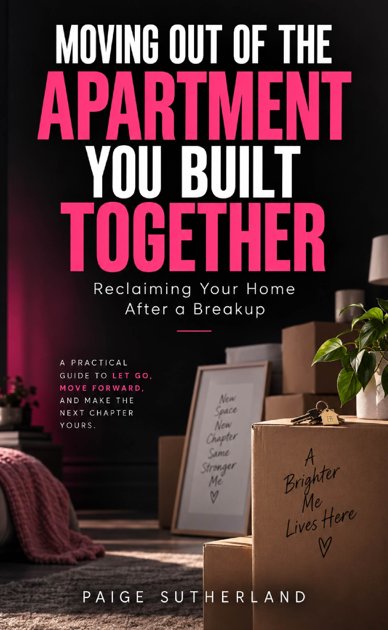 MOVING OUT OF THE
APARTMENT
YOU BUILT
TOGETHER
Reclaiming Your Home
After a Breakup
A PRACTICAL
GUIDE TO LET GO,
MOVE FORWARD,
AND MAKE THE
NEXT CHAPTER
YOURS.
New
Space
New
Chapter
Same
Stronger
Me
A
Brighter
Me
Lives Here
PAIGE SUTHERLAND